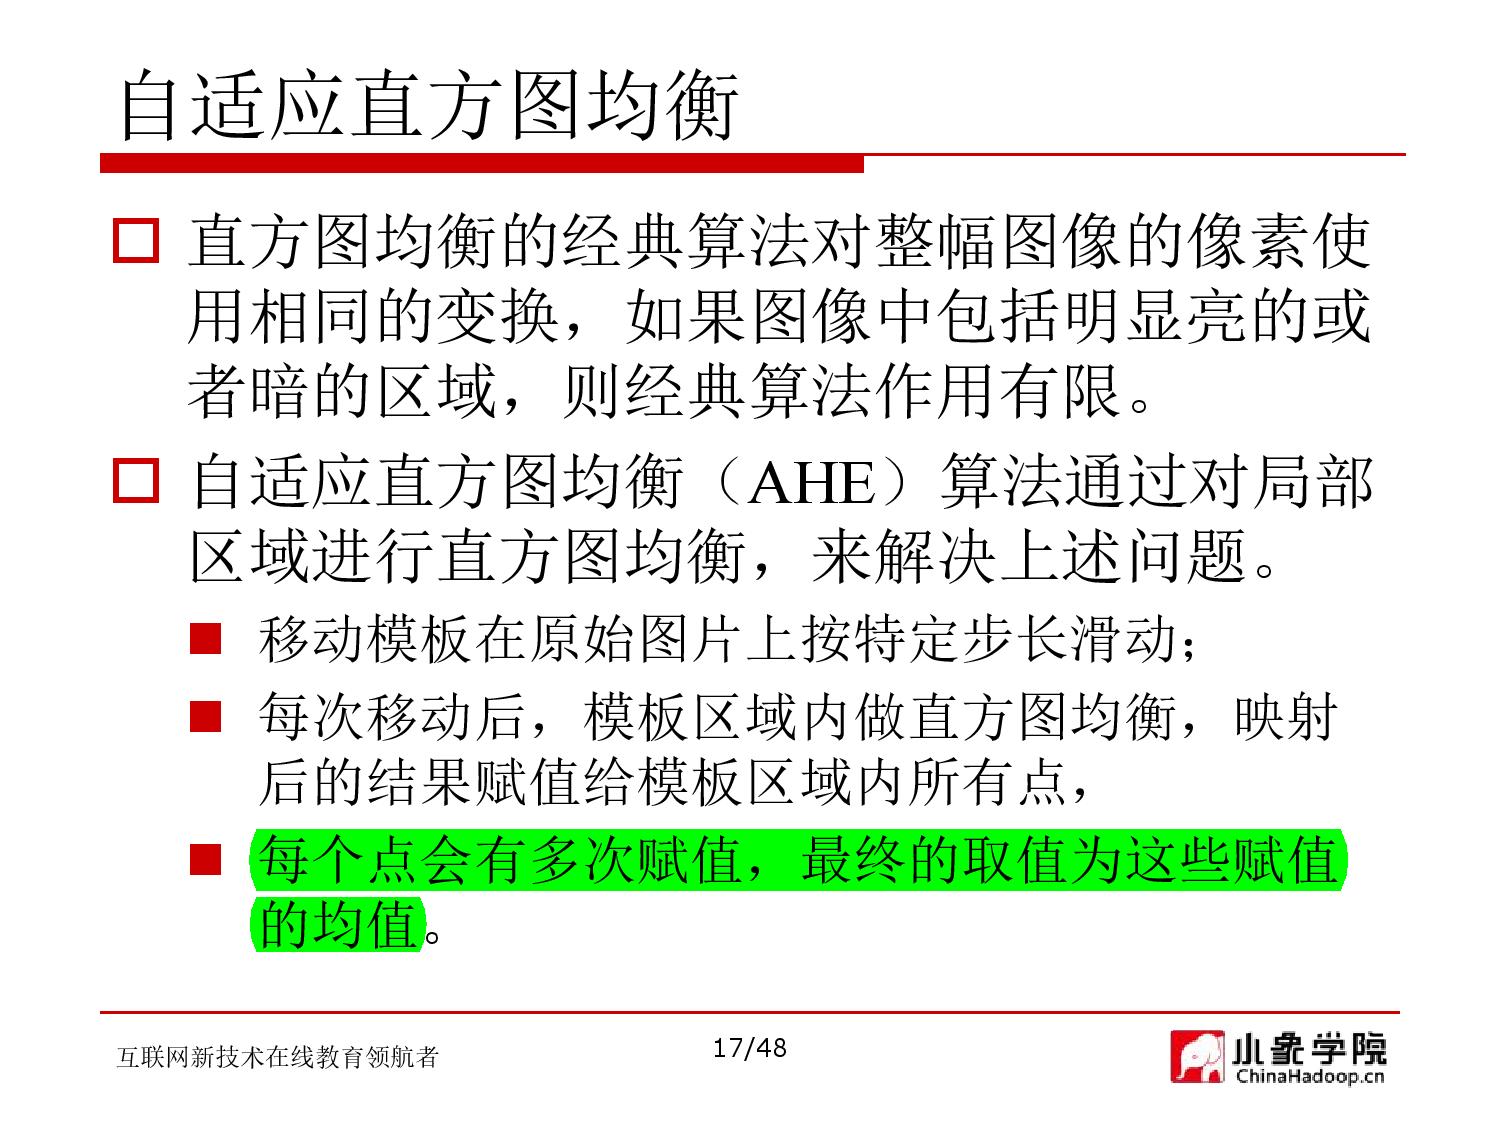 自适应直方图均衡
直方图均衡的经典算法对整幅图像的像素使
用相同的变换，如果图像中包括明显亮的或
者暗的区域，则经典算法作用有限。
自适应直方图均衡（AHE）算法通过对局部
区域进行直方图均衡，来解决上述问题。
移动模板在原始图片上按特定步长滑动；
每次移动后，模板区域内做直方图均衡，映射
后的结果赋值给模板区域内所有点，
每个点会有多次赋值，最终的取值为这些赋值
的均值。
互联网新技术在线教育领航者
17/48
小象学院
ChinaHadoop.cn